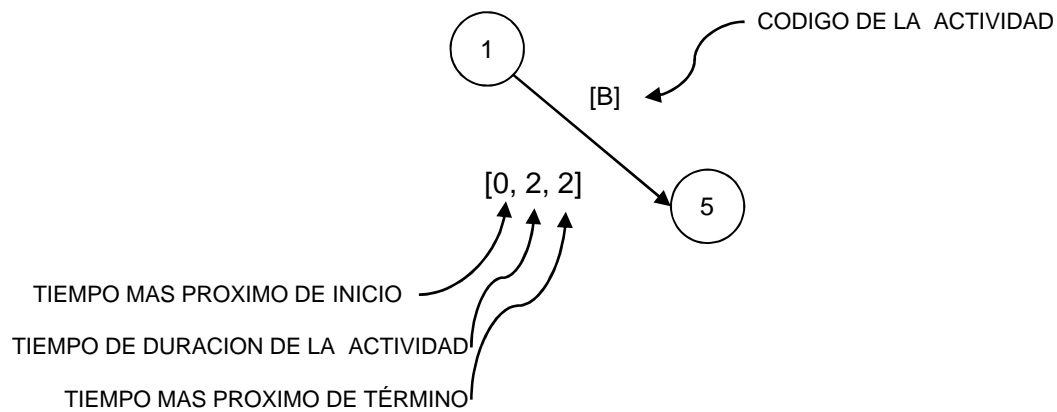 CODIGO DE LA ACTIVIDAD
1
[B]
[0, 2, 2]
5
TIEMPO MAS PROXIMO DE INICIO
TIEMPO DE DURACION DE LA ACTIVIDAD
TIEMPO MAS PROXIMO DE TÉRMINO